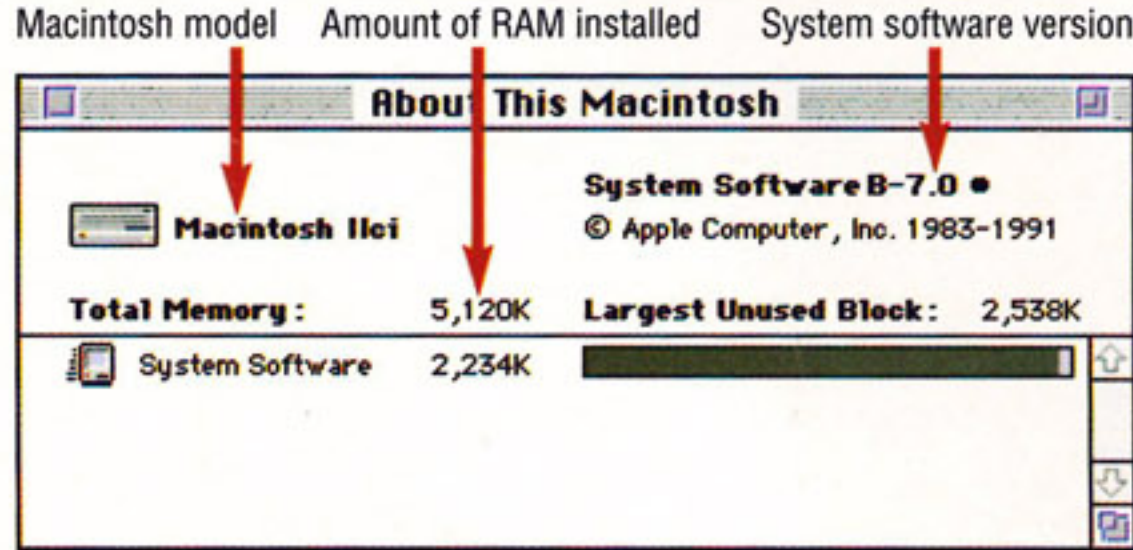 Macintosh model Amount of RAM installed System software version
About This Macintosh
System Software B-7.0 •
Macintosh IIci © Apple Computer, Inc. 1983-1991
Total Memory: 5,120K Largest Unused Block: 2,538K
System Software 2,234K